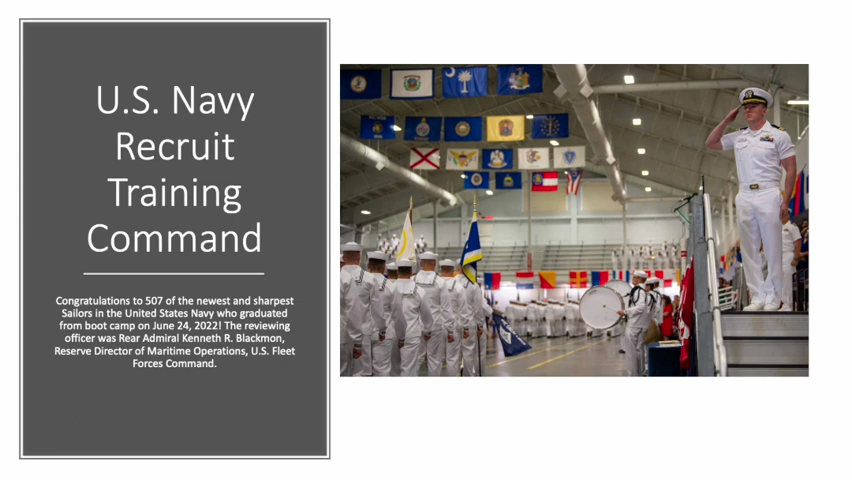 U.S. Navy
Recruit
Training
Command
Congratulations to 507 of the newest and sharpest
Sailors in the United States Navy who graduated
from boot camp on June 24, 2022! The reviewing
officer was Rear Admiral Kenneth R. Blackmon,
Reserve Director of Maritime Operations, U.S. Fleet
Forces Command.